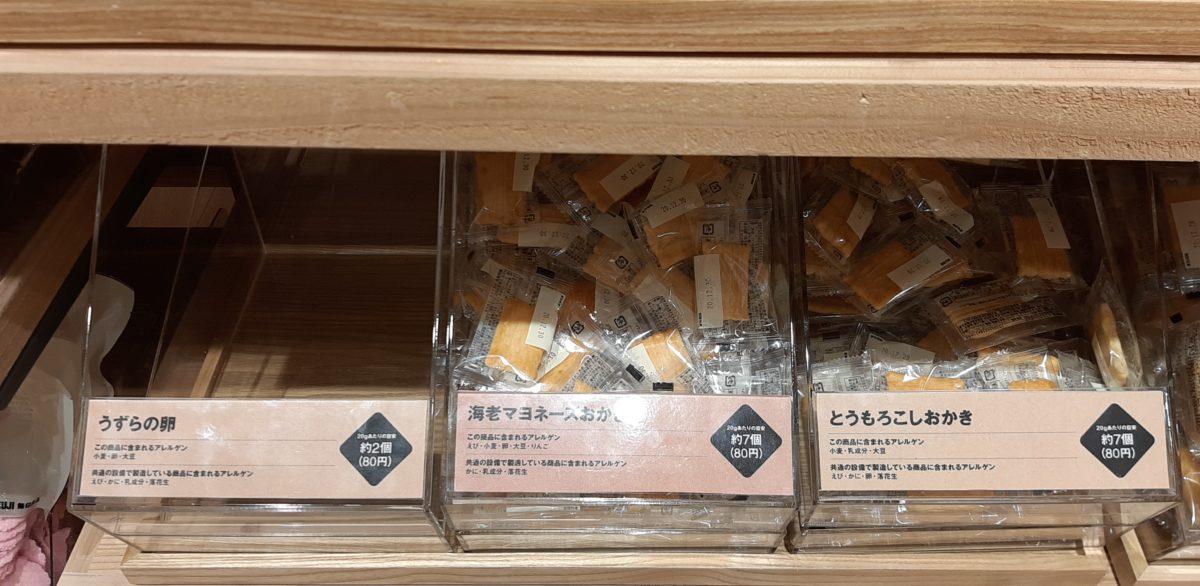 うずらの卵
この商品に含まれるアレルゲン
小麦・卵・大豆
共通の設備で製造している商品に含まれるアレルゲン
えび・かに・乳成分・落花生
20gあたりの目安
約2個
(80円)
海老マヨネーズおかき
この商品に含まれるアレルゲン
えび・小麦・卵・大豆・りんご
共通の設備で製造している商品に含まれるアレルゲン
かに・乳成分・落花生
20gあたりの目安
約7個
(80円)
とうもろこしおかき
この商品に含まれるアレルゲン
小麦・乳成分・大豆
共通の設備で製造している商品に含まれるアレルゲン
えび・かに・卵・落花生
20gあたりの目安
約7個
(80円)
20.12.30
20.12.30
20.12.30